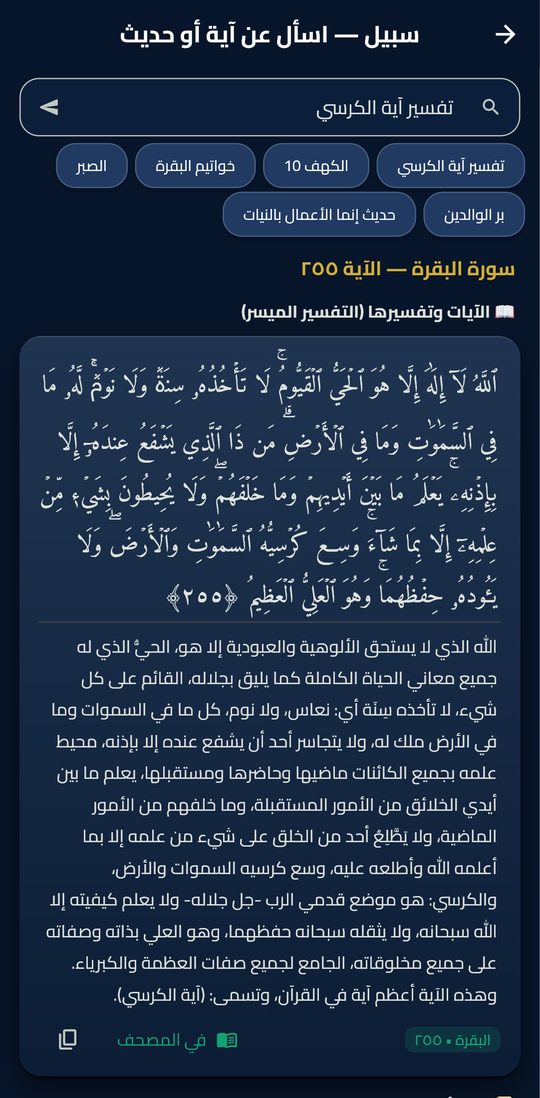 سبيل — اسأل عن آية أو حديث
تفسير آية الكرسي
تفسير آية الكرسي
الكهف 10
خواتيم البقرة
الصبر
بر الوالدين
حديث إنما الأعمال بالنيات
سورة البقرة — الآية ٢٥٥
📖 الآيات وتفسيرها (التفسير الميسر)
ٱللَّهُ لَآ إِلَٰهَ إِلَّا هُوَ ٱلۡحَيُّ ٱلۡقَيُّومُۚ لَا تَأۡخُذُهُۥ سِنَةٞ وَلَا نَوۡمٞۚ لَّهُۥ مَا
فِي ٱلسَّمَٰوَٰتِ وَمَا فِي ٱلۡأَرۡضِۗ مَن ذَا ٱلَّذِي يَشۡفَعُ عِندَهُۥٓ إِلَّا
بِإِذۡنِهِۦۚ يَعۡلَمُ مَا بَيۡنَ أَيۡدِيهِمۡ وَمَا خَلۡفَهُمۡۖ وَلَا يُحِيطُونَ بِشَيۡءٖ مِّنۡ
عِلۡمِهِۦٓ إِلَّا بِمَا شَآءَۚ وَسِعَ كُرۡسِيُّهُ ٱلسَّمَٰوَٰتِ وَٱلۡأَرۡضَۖ وَلَا
يَـُٔودُهُۥ حِفۡظُهُمَاۚ وَهُوَ ٱلۡعَلِيُّ ٱلۡعَظِيمُ ﴿٢٥٥﴾
الله الذي لا يستحق الألوهية والعبودية إلا هو، الحيُّ الذي له
جميع معاني الحياة الكاملة كما يليق بجلاله، القائم على كل
شيء، لا تأخذه سِنَة أي: نعاس، ولا نوم، كل ما في السموات وما
في الأرض ملك له، ولا يتجاسر أحد أن يشفع عنده إلا بإذنه، محيط
علمه بجميع الكائنات ماضيها وحاضرها ومستقبلها، يعلم ما بين
أيدي الخلائق من الأمور المستقبلة، وما خلفهم من الأمور
الماضية، ولا يَطَّلعُ أحد من الخلق على شيء من علمه إلا بما
أعلمه الله وأطلعه عليه، وسع كرسيه السموات والأرض،
والكرسي: هو موضع قدمي الرب -جل جلاله- ولا يعلم كيفيته إلا
الله سبحانه، ولا يثقله سبحانه حفظهما، وهو العلي بذاته وصفاته
على جميع مخلوقاته، الجامع لجميع صفات العظمة والكبرياء.
وهذه الآية أعظم آية في القرآن، وتسمى: (آية الكرسي).
البقرة • ٢٥٥
في المصحف